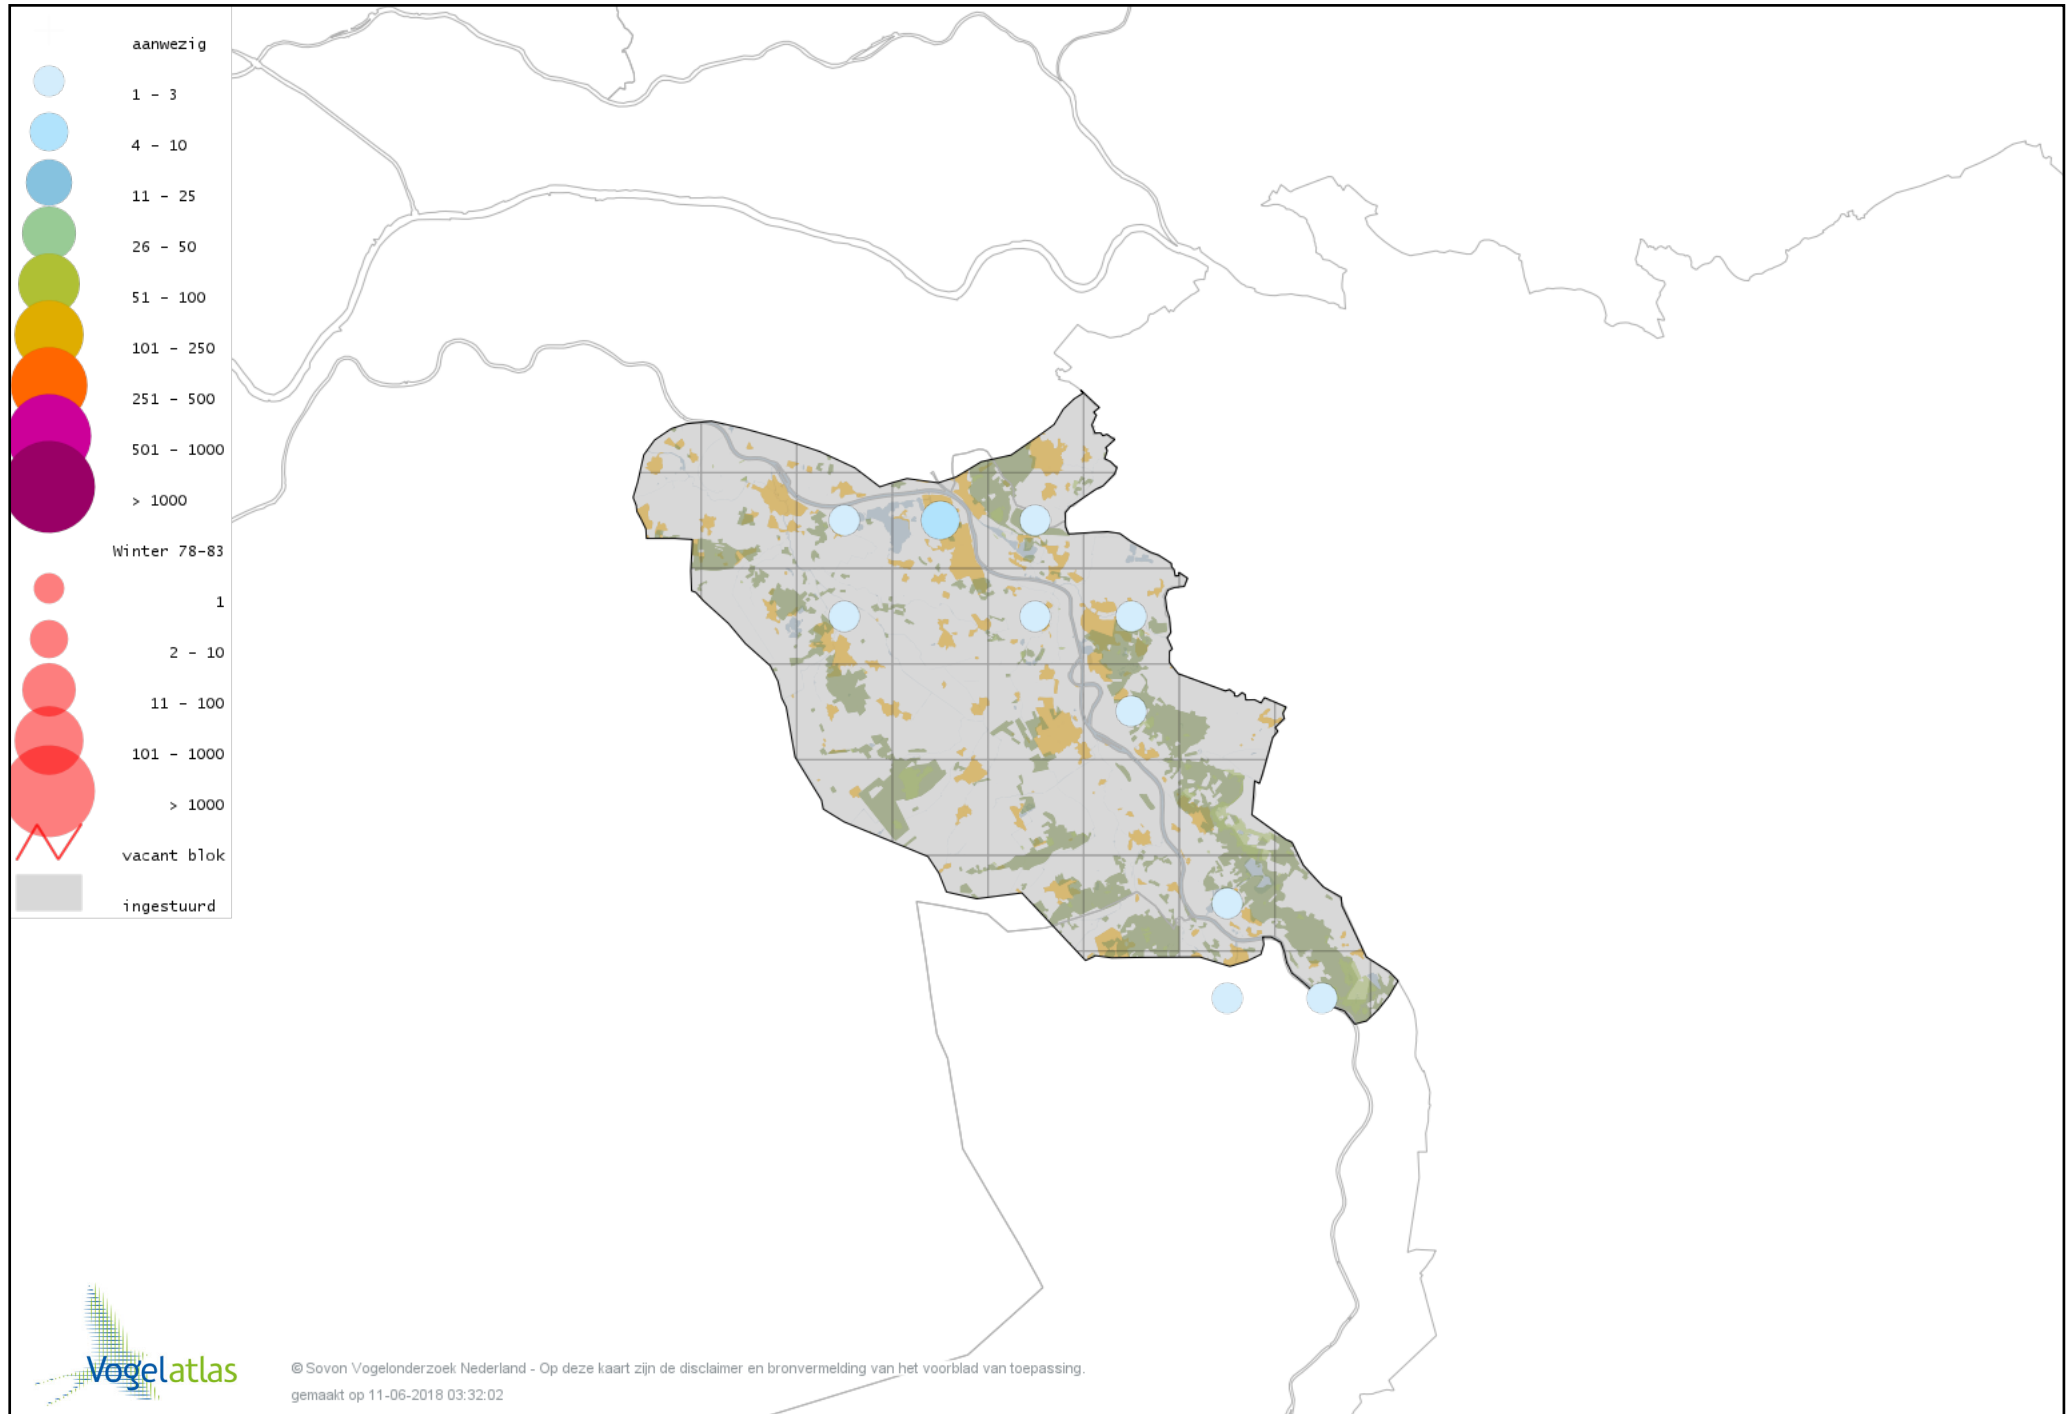 aanwezig
1 - 3
4 - 10
11 - 25
26 - 50
51 - 100
101 - 250
251 - 500
501 - 1000
> 1000
Winter 78-83
1
2 - 10
11 - 100
101 - 1000
> 1000
vacant blok
ingestuurd
Vogelatlas
© Sovon Vogelonderzoek Nederland - Op deze kaart zijn de disclaimer en bronvermelding van het voorblad van toepassing.
gemaakt op 11-06-2018 03:32:02